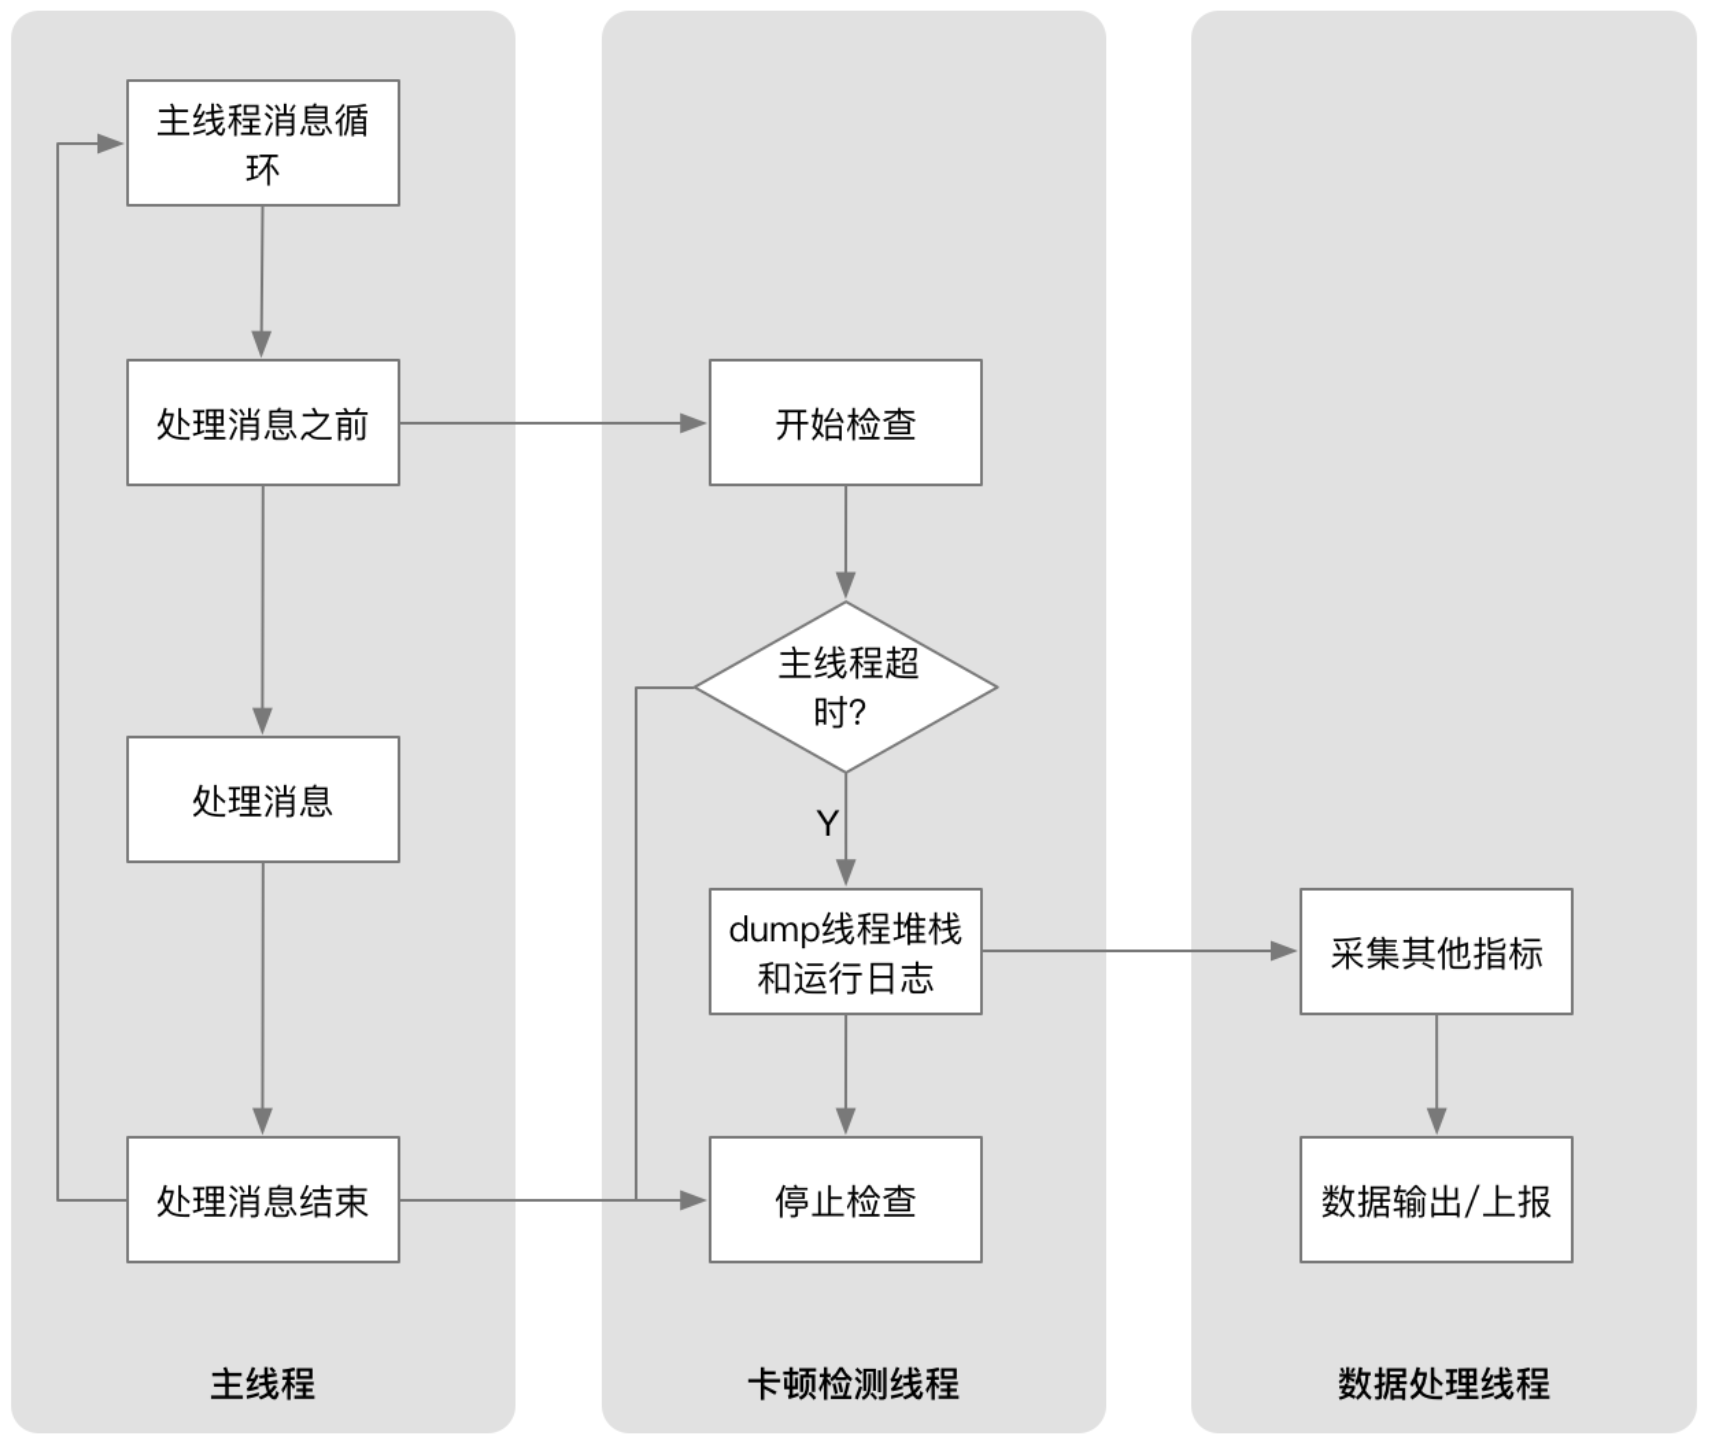 主线程消息循
环
处理消息之前
处理消息
处理消息结束
主线程
开始检查
主线程超
时?
Y
dump线程堆栈
和运行日志
停止检查
卡顿检测线程
采集其他指标
数据输出/上报
数据处理线程